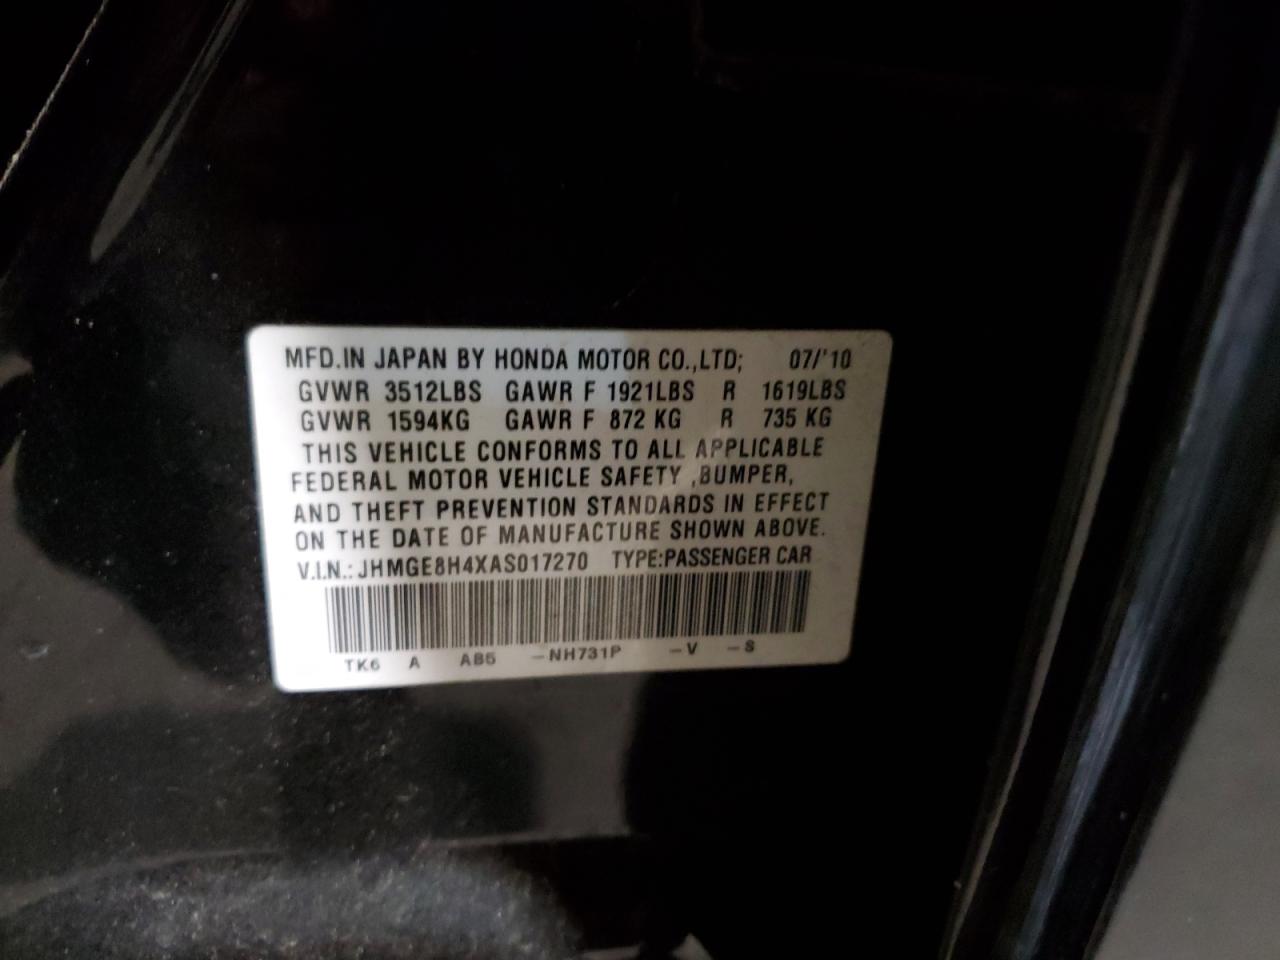 MFD.IN JAPAN BY HONDA MOTOR CO.,LTD; 07/'10
GVWR 3512LBS GAWR F 1921LBS R 1619LBS
GVWR 1594KG GAWR F 872 KG R 735 KG
THIS VEHICLE CONFORMS TO ALL APPLICABLE
FEDERAL MOTOR VEHICLE SAFETY ,BUMPER,
AND THEFT PREVENTION STANDARDS IN EFFECT
ON THE DATE OF MANUFACTURE SHOWN ABOVE.
V.I.N.: JHMGE8H4XAS017270 TYPE:PASSENGER CAR
TK6 A AB5 -NH731P -V -S